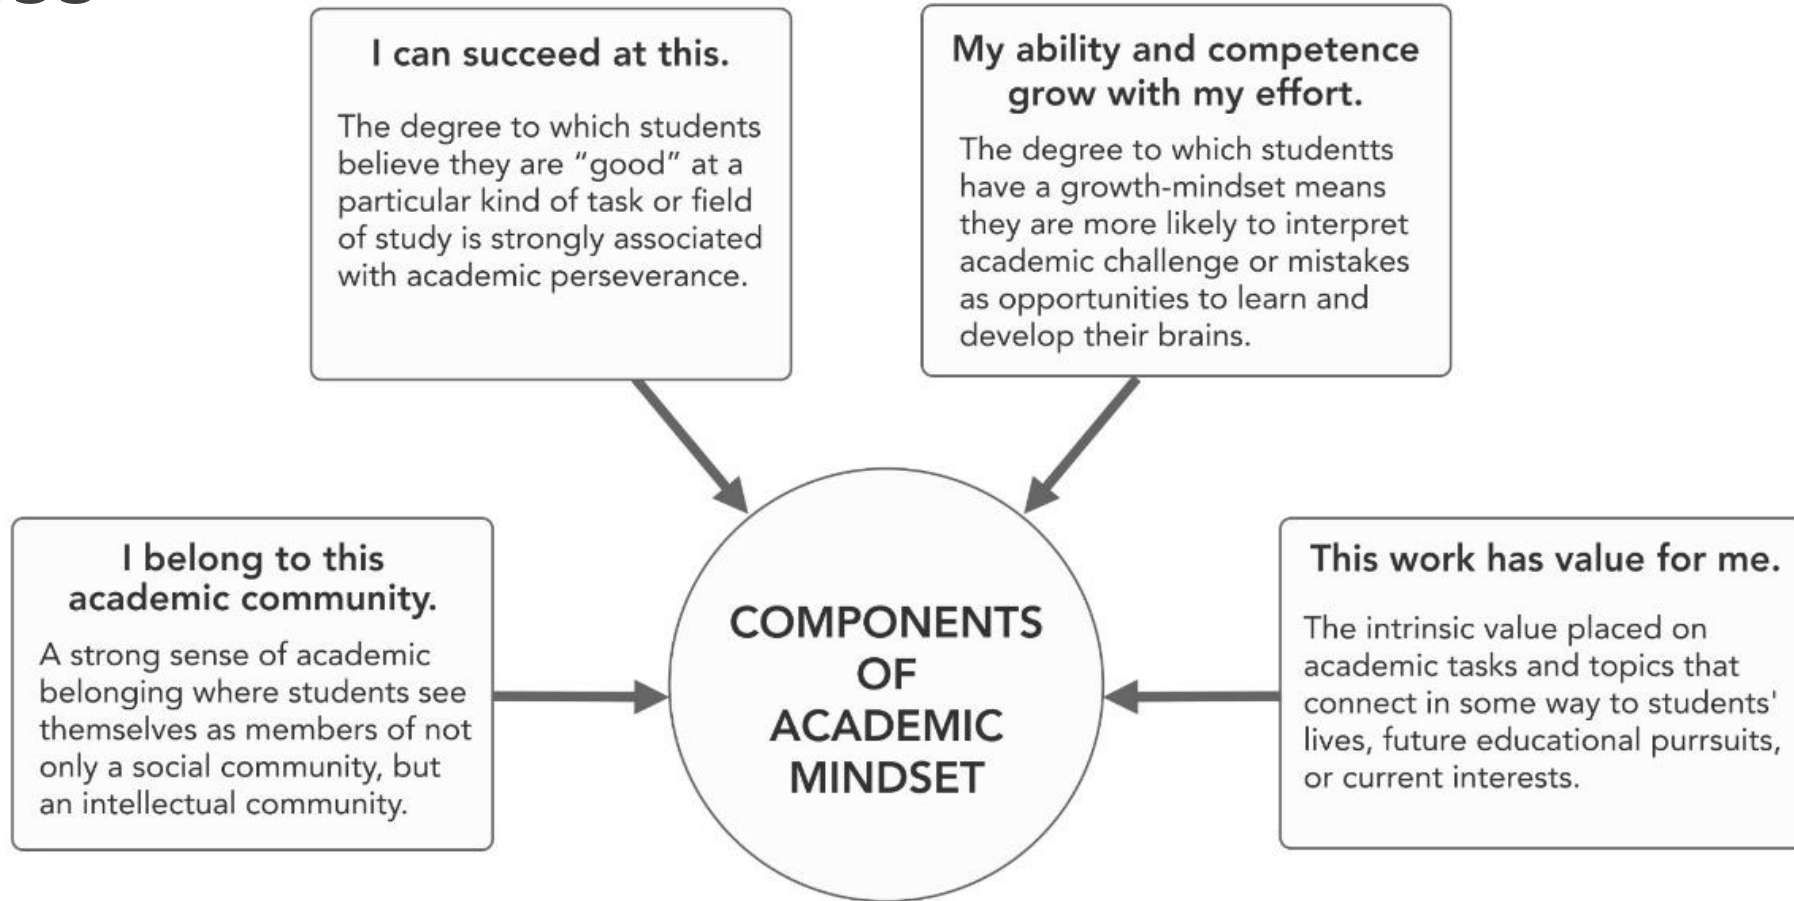 I can succeed at this.
The degree to which students
believe they are “good” at a
particular kind of task or field
of study is strongly associated
with academic perseverance.
My ability and competence
grow with my effort.
The degree to which studentts
have a growth-mindset means
they are more likely to interpret
academic challenge or mistakes
as opportunities to learn and
develop their brains.
I belong to this
academic community.
A strong sense of academic
belonging where students see
themselves as members of not
only a social community, but
an intellectual community.
COMPONENTS
OF
ACADEMIC
MINDSET
This work has value for me.
The intrinsic value placed on
academic tasks and topics that
connect in some way to students'
lives, future educational purrsuits,
or current interests.